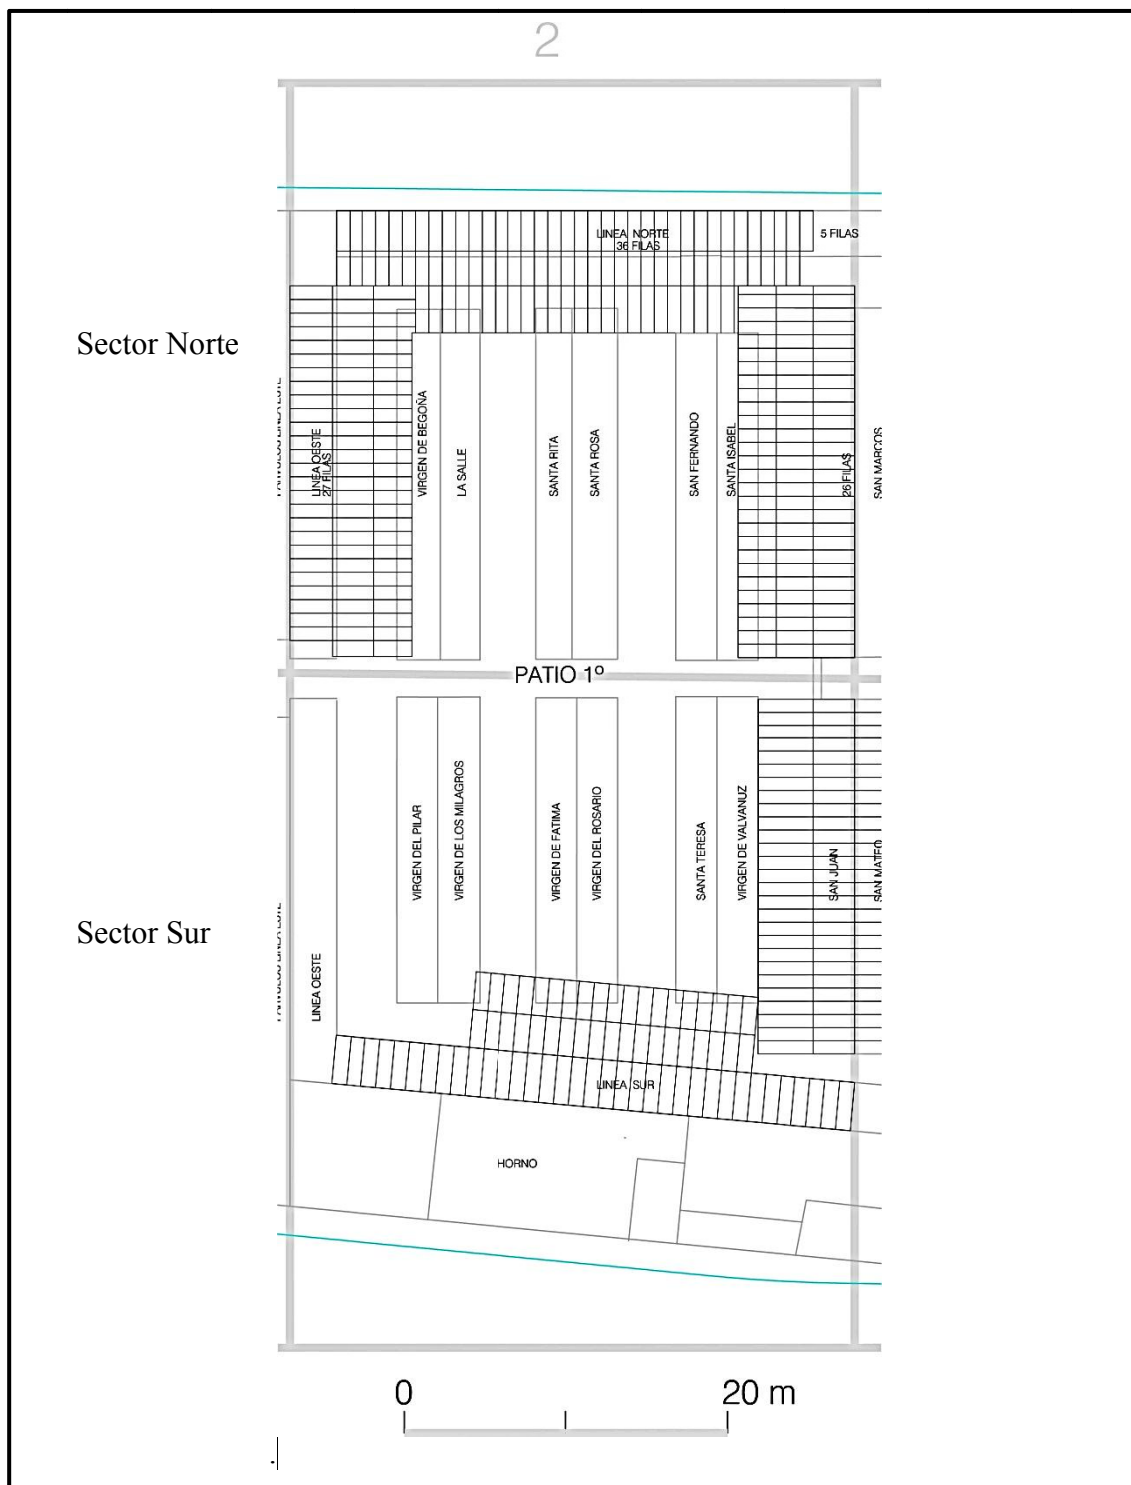 2
LINEA NORTE
36 FILAS
5 FILAS
Sector Norte
LINEA OESTE
27 FILAS
VIRGEN DE BEGOÑA
LA SALLE
SANTA RITA
SANTA ROSA
SAN FERNANDO
SANTA ISABEL
26 FILAS
SAN MARCOS
PATIO 1º
Sector Sur
LINEA OESTE
VIRGEN DEL PILAR
VIRGEN DE LOS MILAGROS
VIRGEN DE FATIMA
VIRGEN DEL ROSARIO
SANTA TERESA
VIRGEN DE VALVANUZ
SAN JUAN
SAN MATEO
LINEA SUR
HORNO
0
20 m